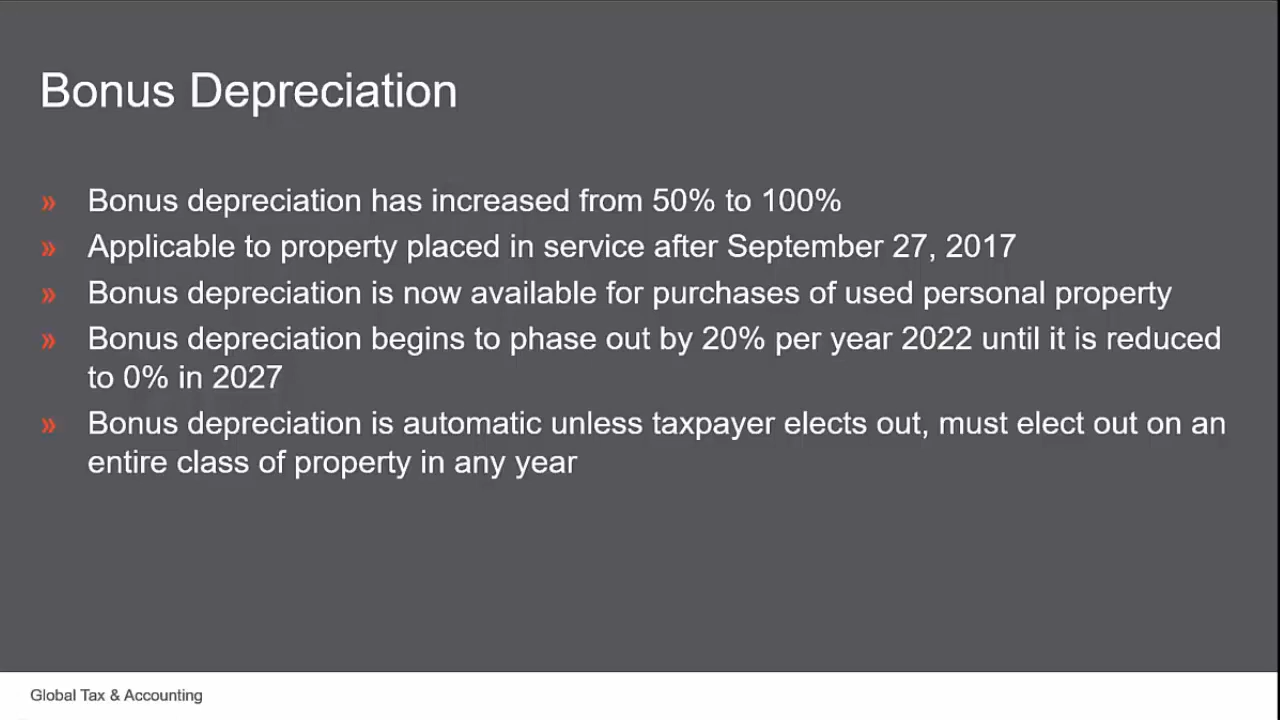 Bonus Depreciation
» Bonus depreciation has increased from 50% to 100%
» Applicable to property placed in service after September 27, 2017
» Bonus depreciation is now available for purchases of used personal property
» Bonus depreciation begins to phase out by 20% per year 2022 until it is reduced
to 0% in 2027
» Bonus depreciation is automatic unless taxpayer elects out, must elect out on an
entire class of property in any year
Global Tax & Accounting